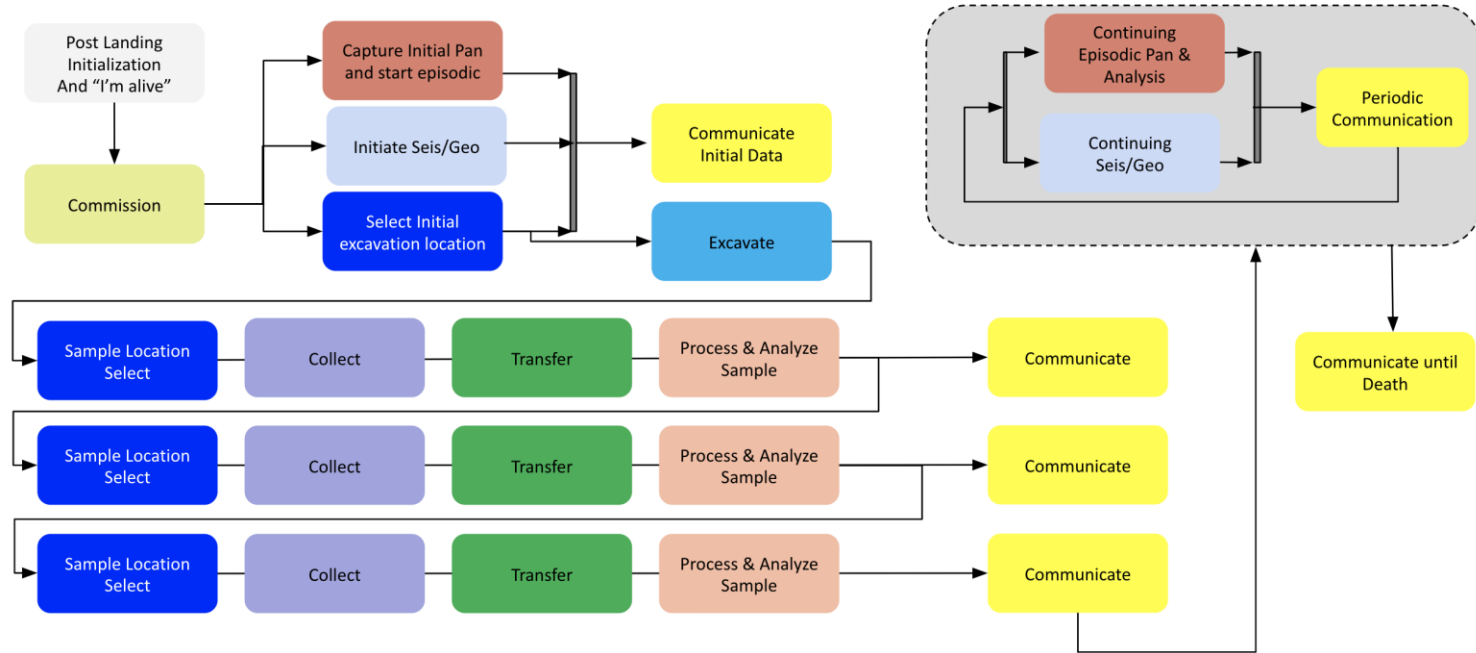 Post Landing
Initialization
And “I’m alive”
Commission
Capture Initial Pan
and start episodic
Initiate Seis/Geo
Select Initial
excavation location
Communicate
Initial Data
Excavate
Continuing
Episodic Pan &
Analysis
Continuing
Seis/Geo
Periodic
Communication
Communicate until
Death
Sample Location
Select
Collect
Transfer
Process & Analyze
Sample
Communicate
Sample Location
Select
Collect
Transfer
Process & Analyze
Sample
Communicate
Sample Location
Select
Collect
Transfer
Process & Analyze
Sample
Communicate